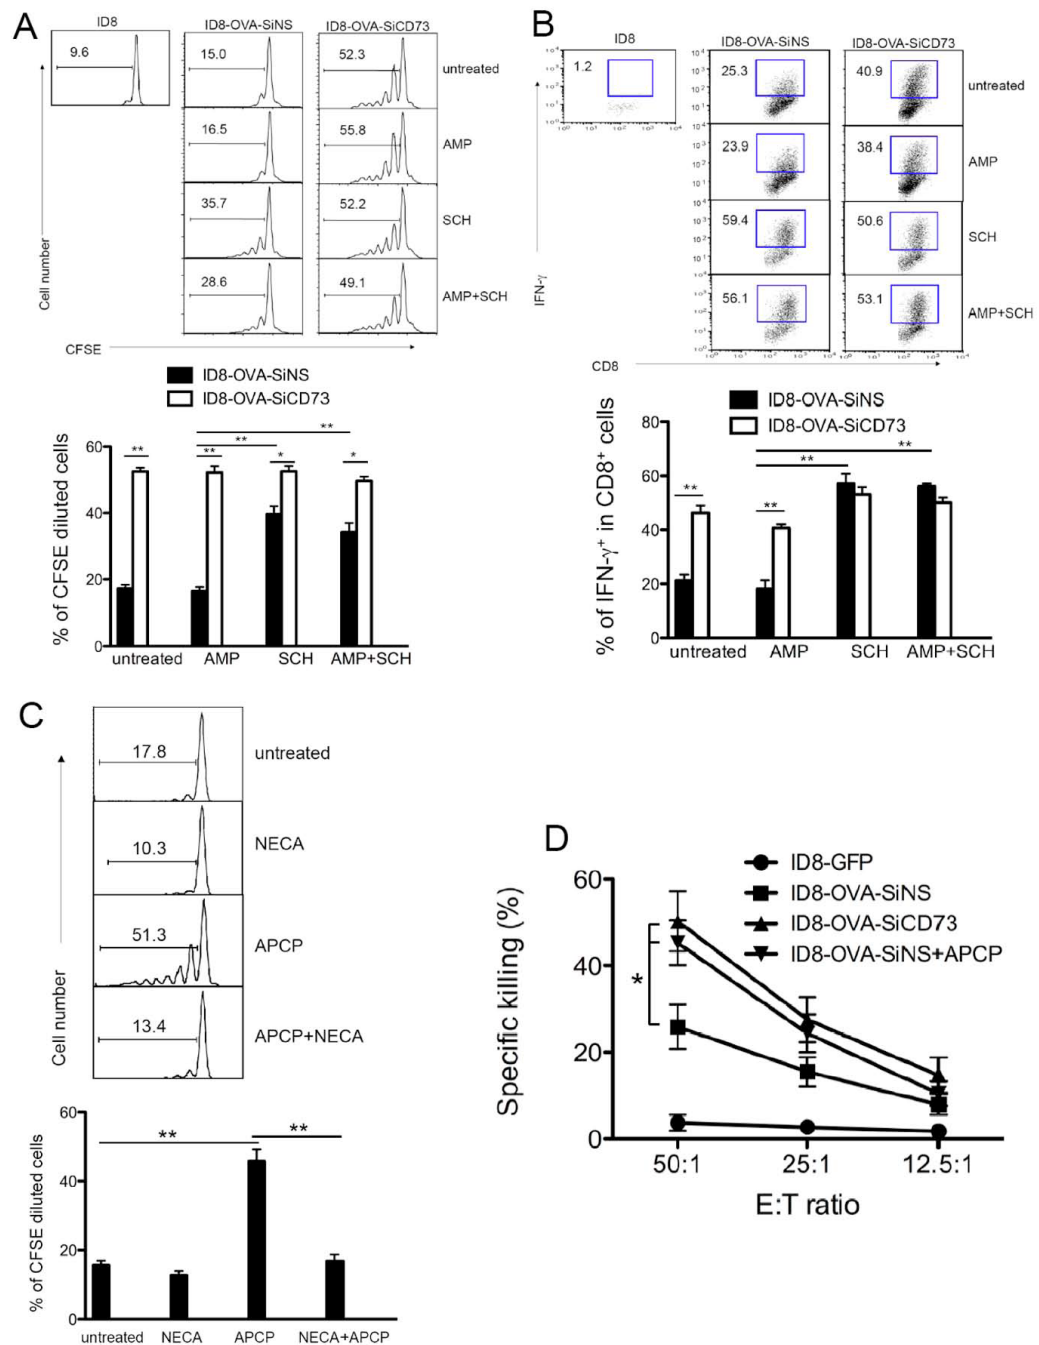 A
ID8
ID8-OVA-SiNS
ID8-OVA-SiCD73
9.6
15.0
52.3
untreated
16.5
55.8
AMP
35.7
52.2
SCH
28.6
49.1
AMP+SCH
Cell number
CFSE
ID8-OVA-SiNS
ID8-OVA-SiCD73
% of CFSE diluted cells
60
40
20
0
** ** ** ** * *
untreated AMP SCH AMP+SCH
B
ID8
ID8-OVA-SiNS
ID8-OVA-SiCD73
1.2
25.3
40.9
untreated
23.9
38.4
AMP
59.4
50.6
SCH
56.1
53.1
AMP+SCH
IFN-γ
CD8
ID8-OVA-SiNS
ID8-OVA-SiCD73
% of IFN-γ⁺ in CD8⁺ cells
80
60
40
20
0
** ** ** **
untreated AMP SCH AMP+SCH
C
17.8
untreated
10.3
NECA
51.3
APCP
13.4
APCP+NECA
Cell number
% of CFSE diluted cells
60
40
20
0
** **
untreated NECA APCP NECA+APCP
D
ID8-GFP
ID8-OVA-SiNS
ID8-OVA-SiCD73
ID8-OVA-SiNS+APCP
Specific killing (%)
60
40
20
0
*
50:1 25:1 12.5:1
E:T ratio